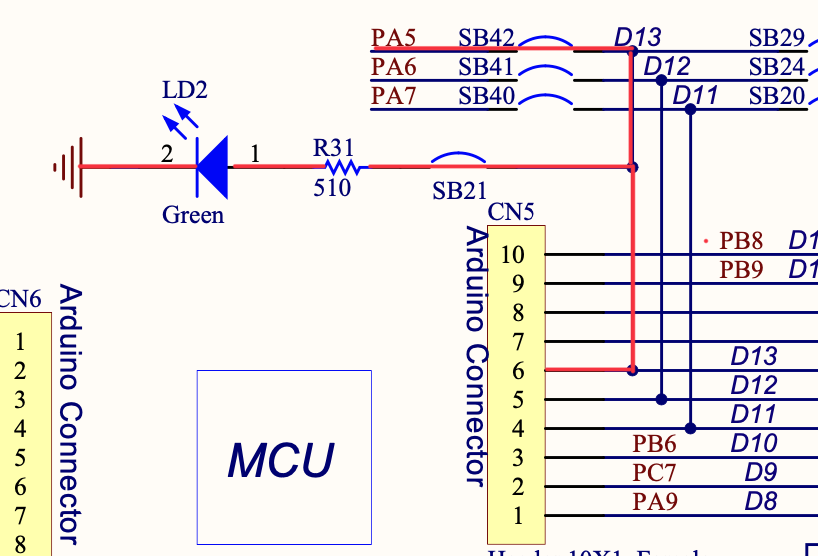 PA5 SB42 D13 SB29
PA6 SB41 D12 SB24
PA7 SB40 D11 SB20
LD2
2 1 R31
510 SB21
Green
CN5
Arduino Connector
10 PB8
9 PB9
8
7
6 D13
5 D12
4 D11
3 PB6 D10
2 PC7 D9
1 PA9 D8
CN6
Arduino Connector
1
2
3
4
5
6
7
8
MCU